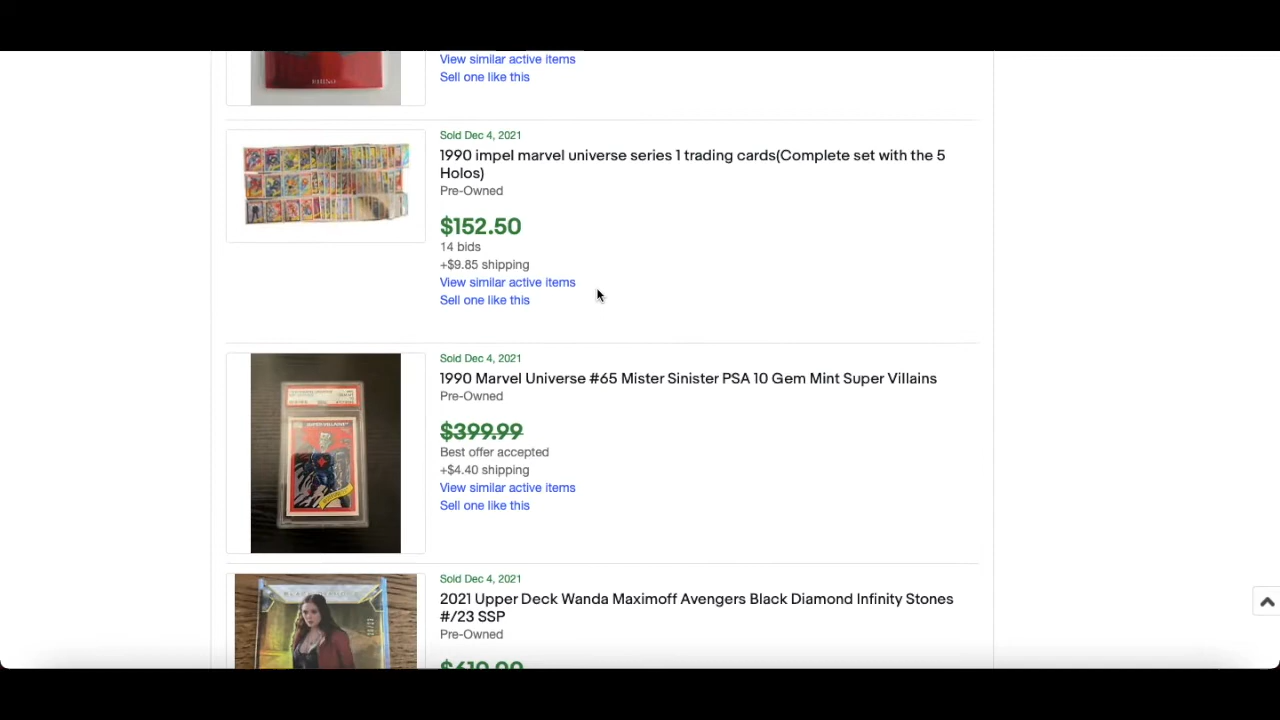 View similar active items
Sell one like this
Sold Dec 4, 2021
1990 impel marvel universe series 1 trading cards(Complete set with the 5
Holos)
Pre-Owned
$152.50
14 bids
+$9.85 shipping
View similar active items
Sell one like this
Sold Dec 4, 2021
1990 Marvel Universe #65 Mister Sinister PSA 10 Gem Mint Super Villains
Pre-Owned
$399.99
Best offer accepted
+$4.40 shipping
View similar active items
Sell one like this
Sold Dec 4, 2021
2021 Upper Deck Wanda Maximoff Avengers Black Diamond Infinity Stones
#/23 SSP
Pre-Owned